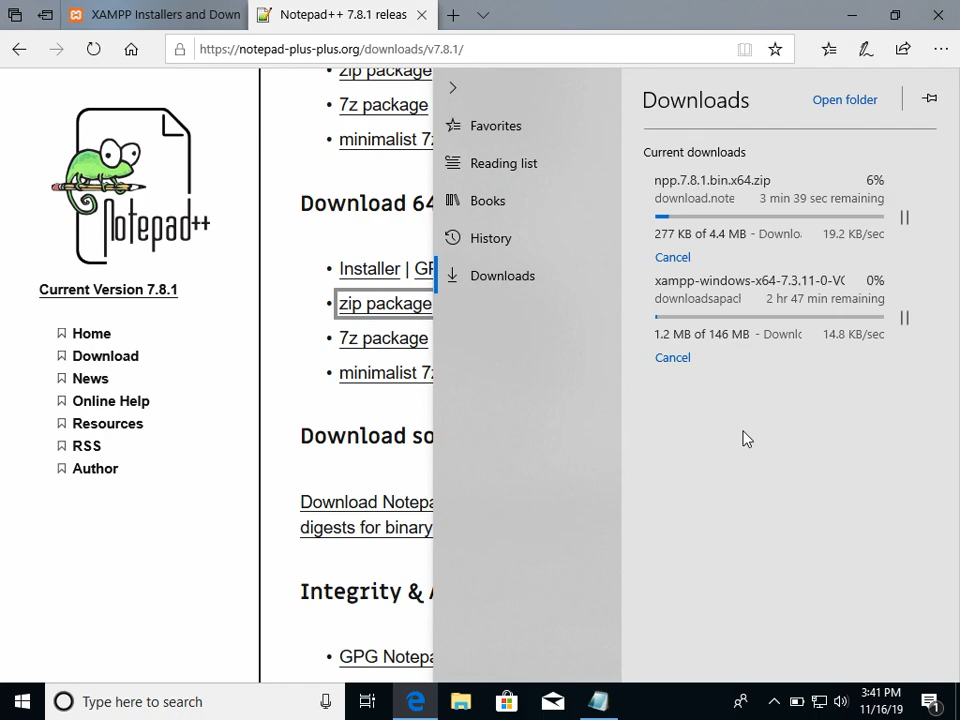 XAMPP Installers and Down
Notepad++ 7.8.1 releas
https://notepad-plus-plus.org/downloads/v7.8.1/
Notepad++
Current Version 7.8.1
Home
Download
News
Online Help
Resources
RSS
Author
zip package
7z package
minimalist 7z
Download 64
Installer | GP
zip package
7z package
minimalist 7z
Download so
Download Notepa
digests for binary
Integrity & A
GPG Notepa
Favorites
Reading list
Books
History
Downloads
Downloads
Open folder
Current downloads
npp.7.8.1.bin.x64.zip 6%
download.note 3 min 39 sec remaining
277 KB of 4.4 MB - Downlo 19.2 KB/sec
Cancel
xampp-windows-x64-7.3.11-0-VC 0%
downloadsapacl 2 hr 47 min remaining
1.2 MB of 146 MB - Downlo 14.8 KB/sec
Cancel
Type here to search
3:41 PM
11/16/19
1